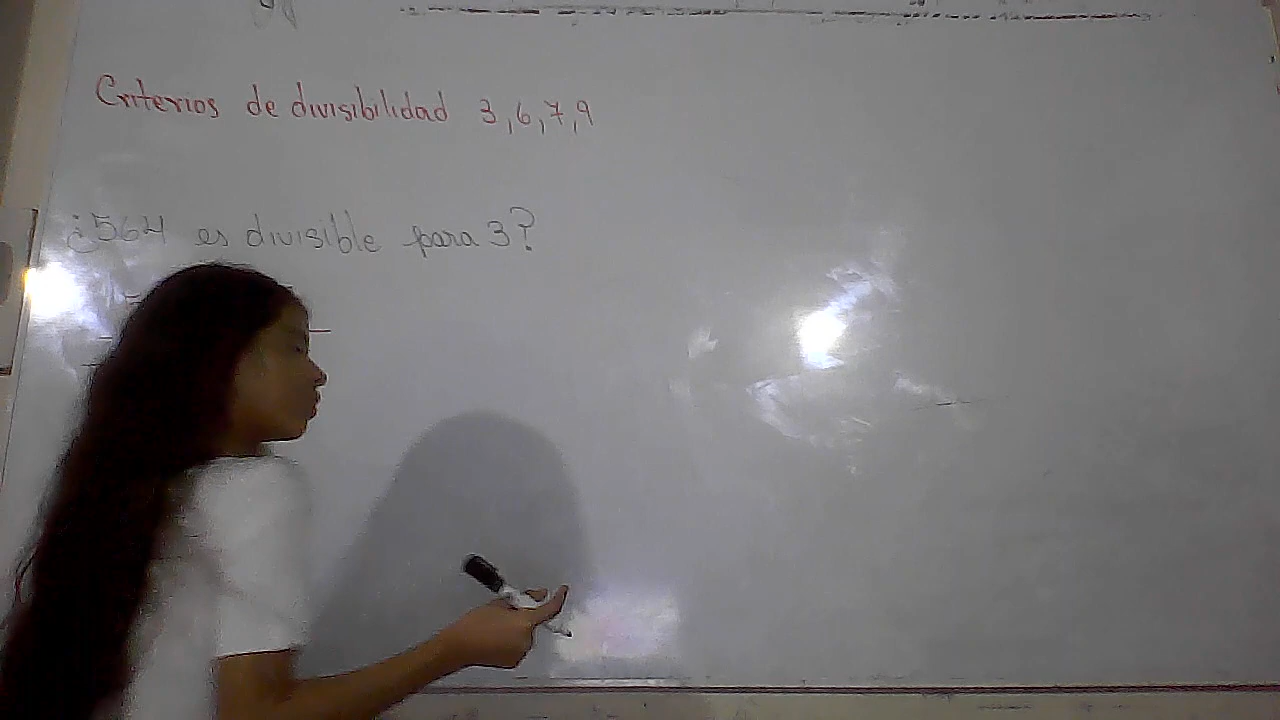 Criterios de divisibilidad 3,6,7,9
¿564 es divisible para 3?